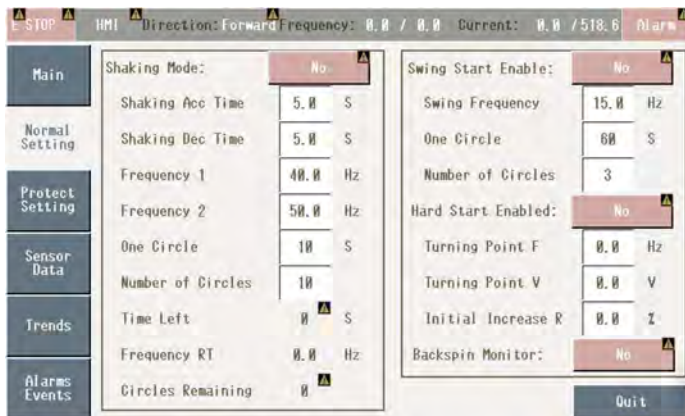 E STOP HMI Direction: Forward Frequency: 0.0 / 0.0 Current: 0.0 /518.6 Alarm
Main
Normal
Setting
Protect
Setting
Sensor
Data
Trends
Alarms
Events
Shaking Mode: No
Shaking Acc Time 5.0 S
Shaking Dec Time 5.0 S
Frequency 1 40.0 Hz
Frequency 2 50.0 Hz
One Circle 10 S
Number of Circles 10
Time Left 0 S
Frequency RT 0.0 Hz
Circles Remaining 0
Swing Start Enable: No
Swing Frequency 15.0 Hz
One Circle 60 S
Number of Circles 3
Hard Start Enabled: No
Turning Point F 0.0 Hz
Turning Point V 0.0 V
Initial Increase R 0.0 %
Backspin Monitor: No
Quit